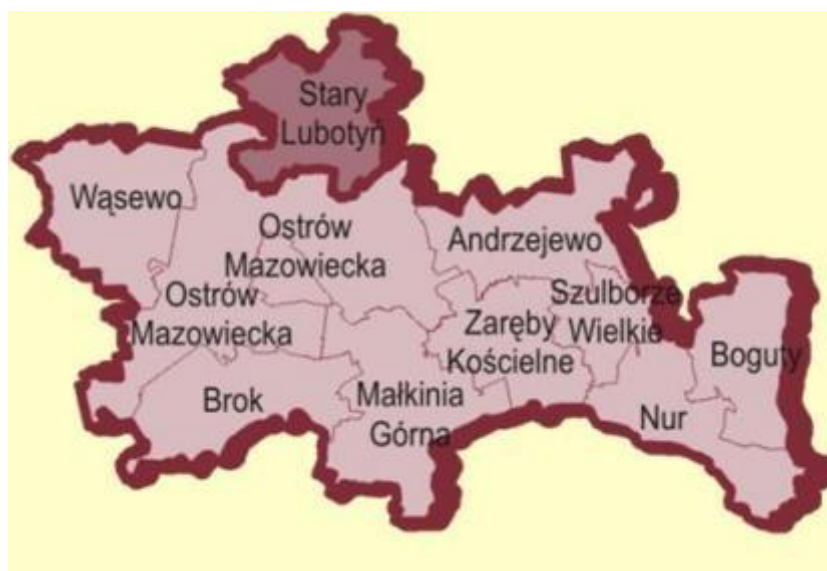 Stary
Lubotyń
Wąsewo
Ostrów
Mazowiecka
Andrzejewo
Ostrów
Mazowiecka
Szulborze
Wielkie
Zaręby
Kościelne
Boguty
Brok
Małkinia
Górna
Nur